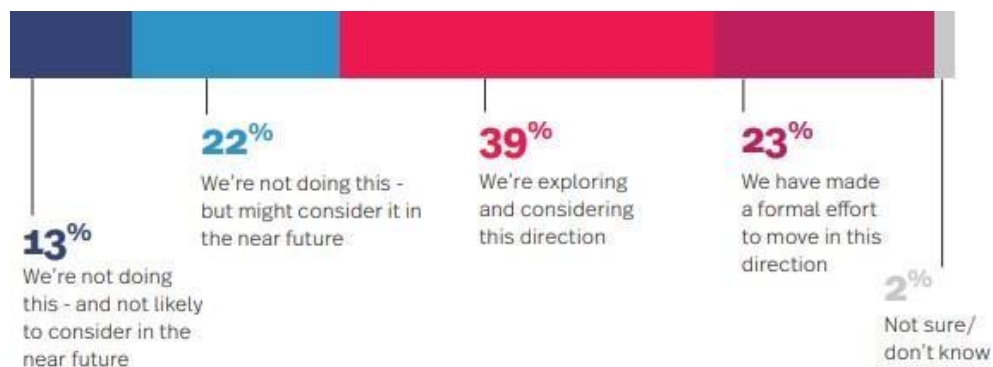 13%
We're not doing
this - and not likely
to consider in the
near future
22%
We're not doing this -
but might consider it in
the near future
39%
We're exploring
and considering
this direction
23%
We have made
a formal effort
to move in this
direction
2%
Not sure/
don't know